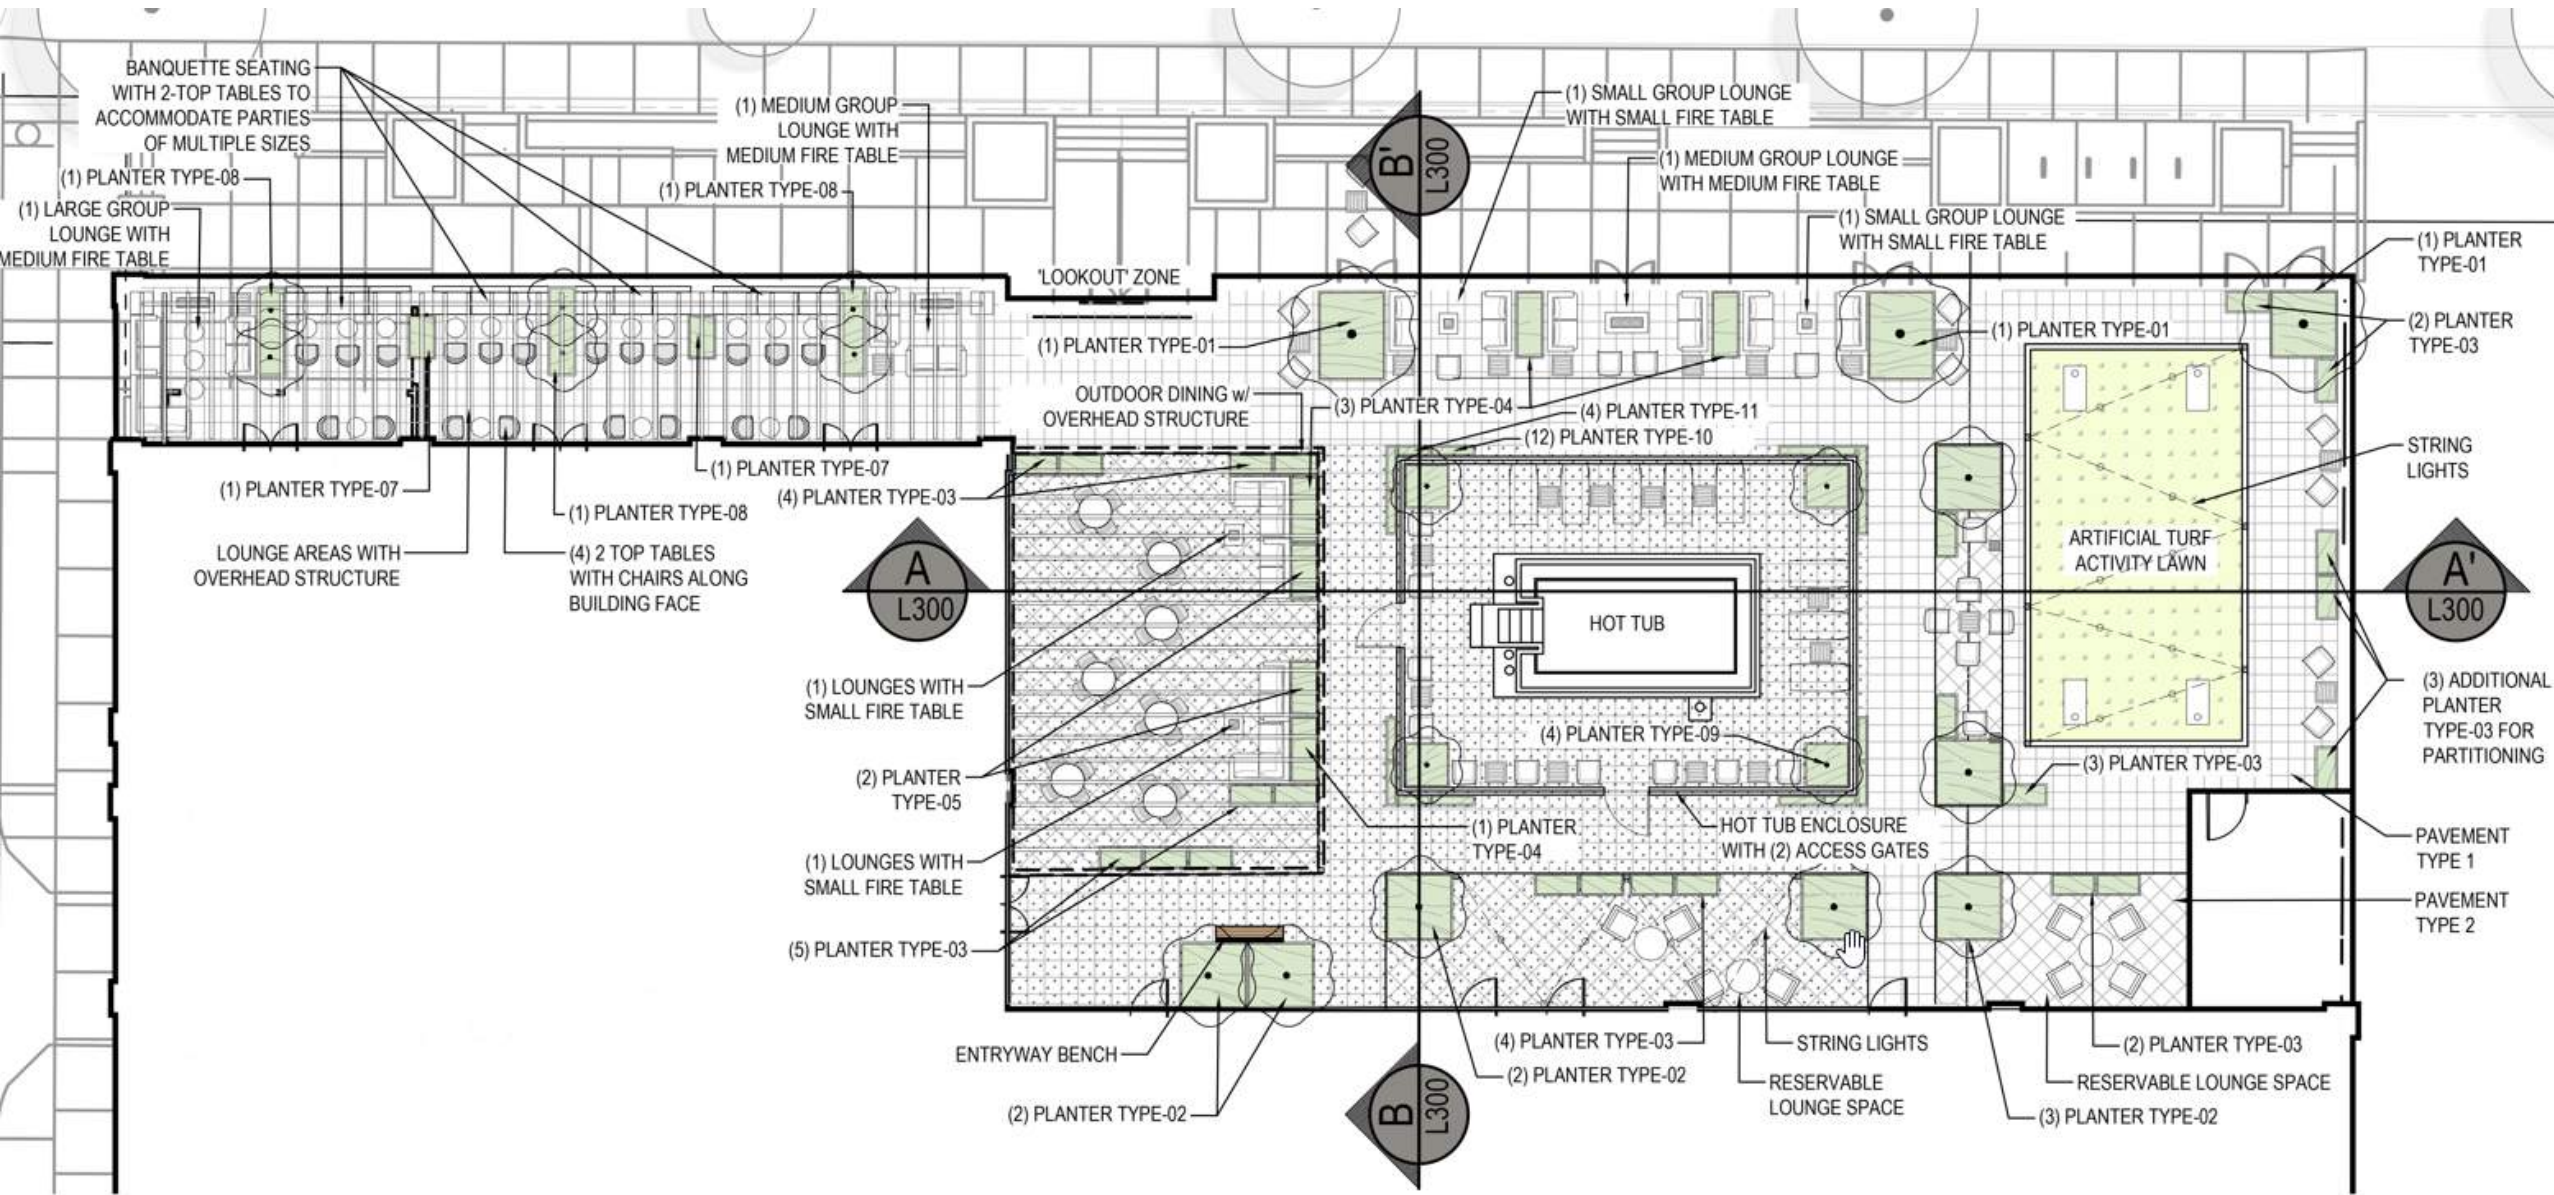 BANQUETTE SEATING
WITH 2-TOP TABLES TO
ACCOMMODATE PARTIES
OF MULTIPLE SIZES
(1) PLANTER TYPE-08
(1) LARGE GROUP
LOUNGE WITH
MEDIUM FIRE TABLE
(1) MEDIUM GROUP
LOUNGE WITH
MEDIUM FIRE TABLE
(1) PLANTER TYPE-08
'LOOKOUT' ZONE
B'
L300
(1) SMALL GROUP LOUNGE
WITH SMALL FIRE TABLE
(1) MEDIUM GROUP LOUNGE
WITH MEDIUM FIRE TABLE
(1) SMALL GROUP LOUNGE
WITH SMALL FIRE TABLE
(1) PLANTER
TYPE-01
(2) PLANTER
TYPE-03
(1) PLANTER TYPE-01
(1) PLANTER TYPE-01
OUTDOOR DINING w/
OVERHEAD STRUCTURE
(3) PLANTER TYPE-04
(4) PLANTER TYPE-11
(12) PLANTER TYPE-10
STRING
LIGHTS
(1) PLANTER TYPE-07
(1) PLANTER TYPE-07
(4) PLANTER TYPE-03
(1) PLANTER TYPE-08
LOUNGE AREAS WITH
OVERHEAD STRUCTURE
(4) 2 TOP TABLES
WITH CHAIRS ALONG
BUILDING FACE
A
L300
ARTIFICIAL TURF
ACTIVITY LAWN
A'
L300
HOT TUB
(1) LOUNGES WITH
SMALL FIRE TABLE
(3) ADDITIONAL
PLANTER
TYPE-03 FOR
PARTITIONING
(4) PLANTER TYPE-09
(2) PLANTER
TYPE-05
(3) PLANTER TYPE-03
(1) PLANTER
TYPE-04
HOT TUB ENCLOSURE
WITH (2) ACCESS GATES
PAVEMENT
TYPE 1
(1) LOUNGES WITH
SMALL FIRE TABLE
PAVEMENT
TYPE 2
(5) PLANTER TYPE-03
ENTRYWAY BENCH
(4) PLANTER TYPE-03
STRING LIGHTS
(2) PLANTER TYPE-03
(2) PLANTER TYPE-02
RESERVABLE
LOUNGE SPACE
RESERVABLE LOUNGE SPACE
(2) PLANTER TYPE-02
B
L300
(3) PLANTER TYPE-02